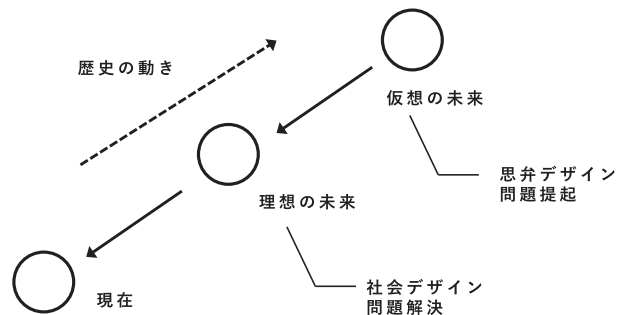 歴史の動き
仮想の未来
思弁デザイン
問題提起
理想の未来
社会デザイン
問題解決
現在